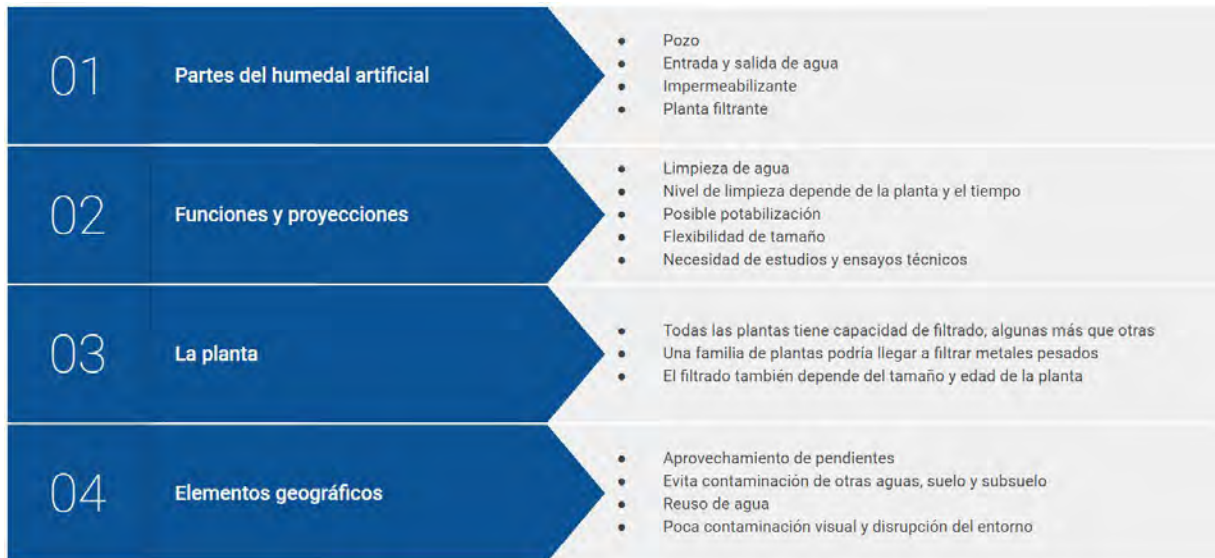 01
Partes del humedal artificial
● Pozo
● Entrada y salida de agua
● Impermeabilizante
● Planta filtrante
02
Funciones y proyecciones
● Limpieza de agua
● Nivel de limpieza depende de la planta y el tiempo
● Posible potabilización
● Flexibilidad de tamaño
● Necesidad de estudios y ensayos técnicos
03
La planta
● Todas las plantas tiene capacidad de filtrado, algunas más que otras
● Una familia de plantas podría llegar a filtrar metales pesados
● El filtrado también depende del tamaño y edad de la planta
04
Elementos geográficos
● Aprovechamiento de pendientes
● Evita contaminación de otras aguas, suelo y subsuelo
● Reuso de agua
● Poca contaminación visual y disrupción del entorno